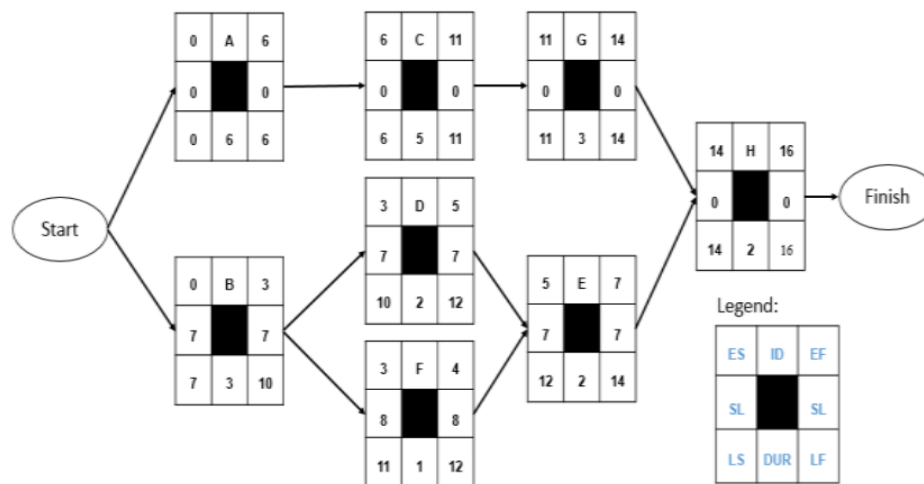 0 A 6
0 0
0 6 6
6 C 11
0 0
6 5 11
11 G 14
0 0
11 3 14
14 H 16
0 0
14 2 16
Start
Finish
3 D 5
7 7
10 2 12
0 B 3
7 7
7 3 10
5 E 7
7 7
12 2 14
3 F 4
8 8
11 1 12
Legend:
ES ID EF
SL SL
LS DUR LF